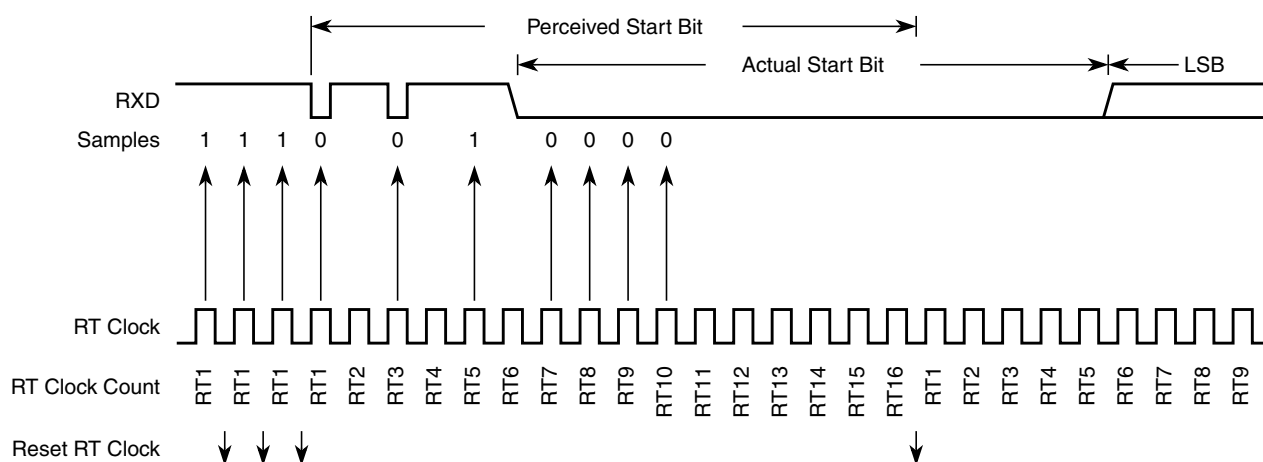 Perceived Start Bit
Actual Start Bit LSB
RXD
Samples 1 1 1 0 0 1 0 0 0 0
RT Clock
RT Clock Count RT1 RT1 RT1 RT1 RT2 RT3 RT4 RT5 RT6 RT7 RT8 RT9 RT10 RT11 RT12 RT13 RT14 RT15 RT16 RT1 RT2 RT3 RT4 RT5 RT6 RT7 RT8 RT9
Reset RT Clock